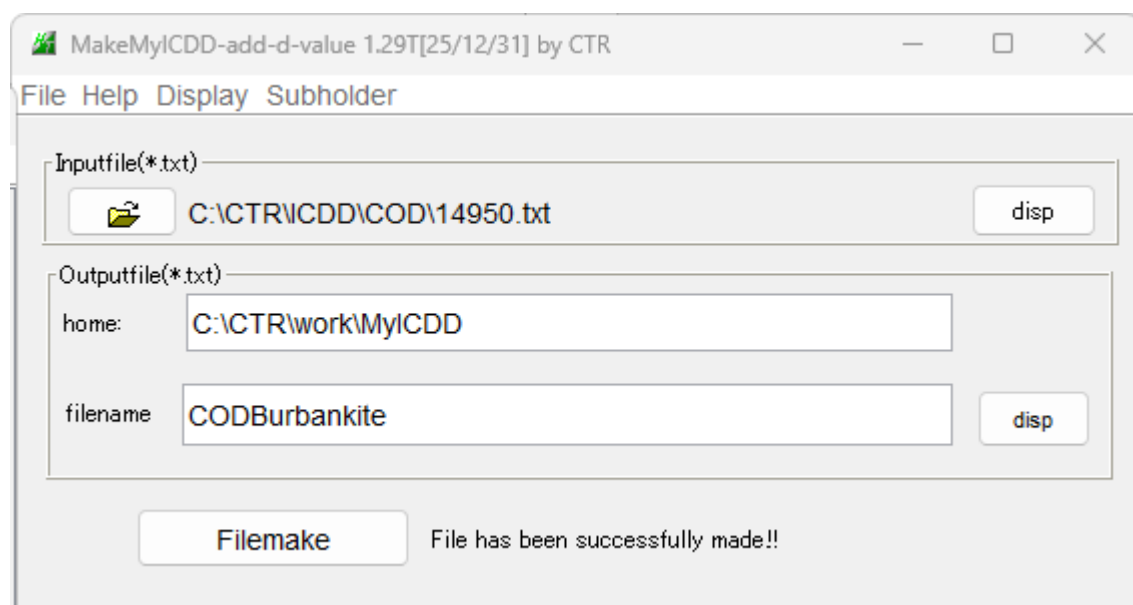 MakeMyICDD-add-d-value 1.29T[25/12/31] by CTR
File Help Display Subholder
Inputfile(*.txt)
C:\CTR\ICDD\COD\14950.txt disp
Outputfile(*.txt)
home: C:\CTR\work\MyICDD
filename CODBurbankite disp
Filemake File has been successfully made!!